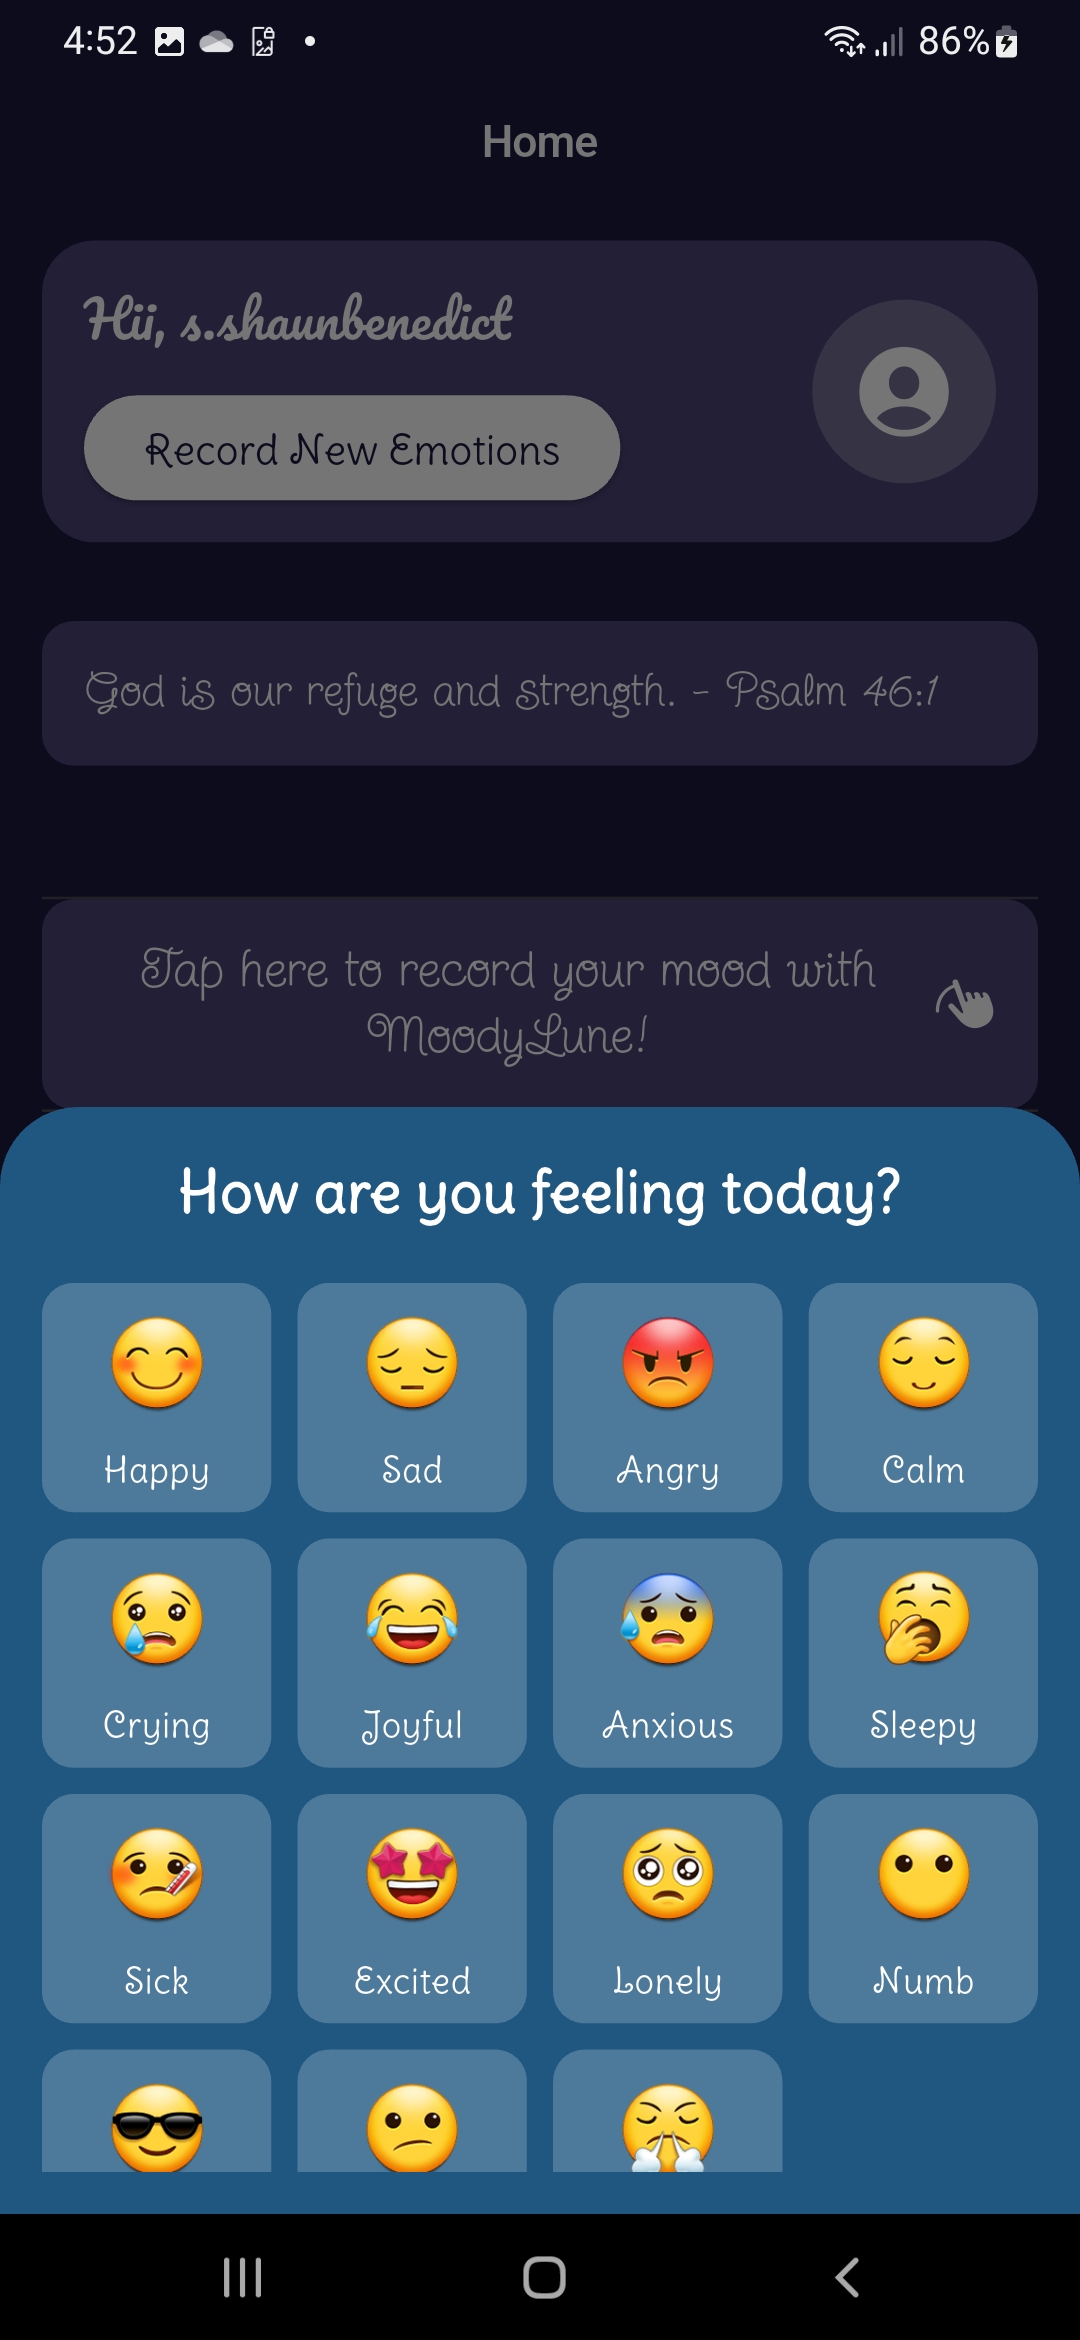 4:52
86%
Home
Hii, s.shaunbenedict
Record New Emotions
God is our refuge and strength. - Psalm 46:1
Tap here to record your mood with
MoodyLune!
How are you feeling today?
Happy
Sad
Angry
Calm
Crying
Joyful
Anxious
Sleepy
Sick
Excited
Lonely
Numb